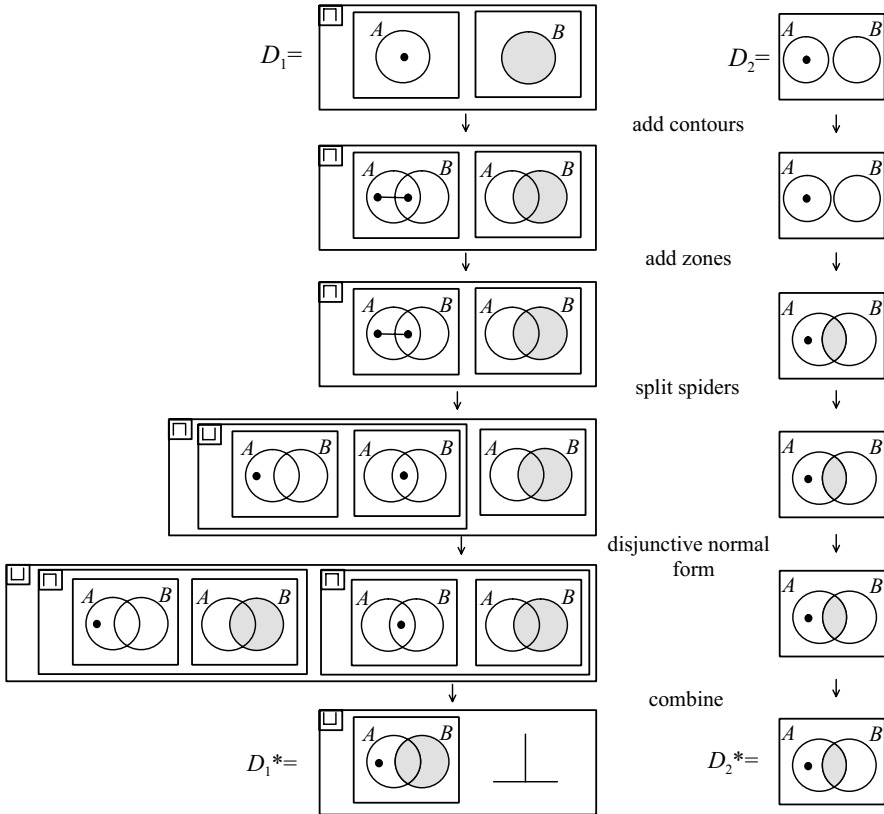 D₁= ⊓ A B D₂= A B
add contours
⊓ A B A B A B
add zones
⊓ A B A B A B
split spiders
⊓ ⊔ A B A B A B A B
disjunctive normal
form
⊔ ⊓ A B A B ⊓ A B A B A B
combine
D₁*= ⊔ A B ⊥ D₂*= A B